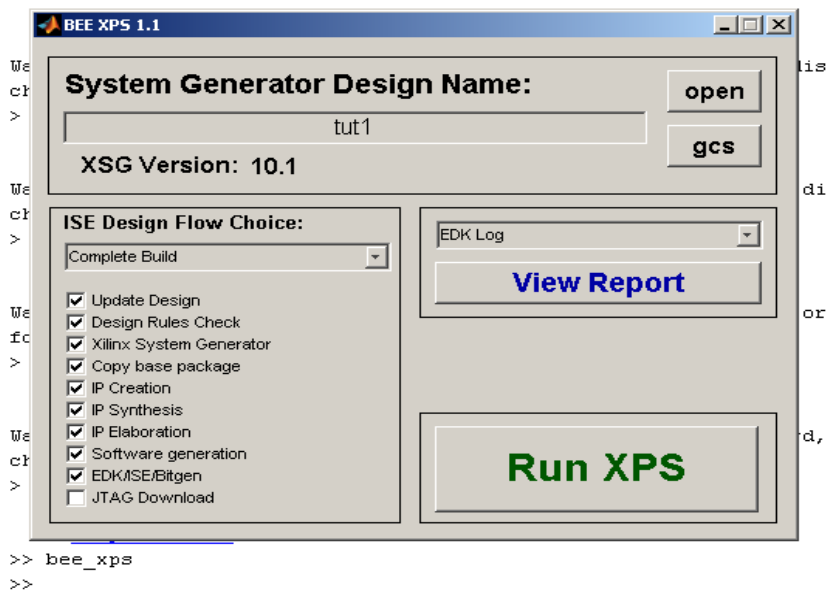 BEE XPS 1.1
System Generator Design Name:
open
tut1
gcs
XSG Version: 10.1
ISE Design Flow Choice:
Complete Build
Update Design
Design Rules Check
Xilinx System Generator
Copy base package
IP Creation
IP Synthesis
IP Elaboration
Software generation
EDK/ISE/Bitgen
JTAG Download
EDK Log
View Report
Run XPS
>
>
>
>
>> bee_xps
>>